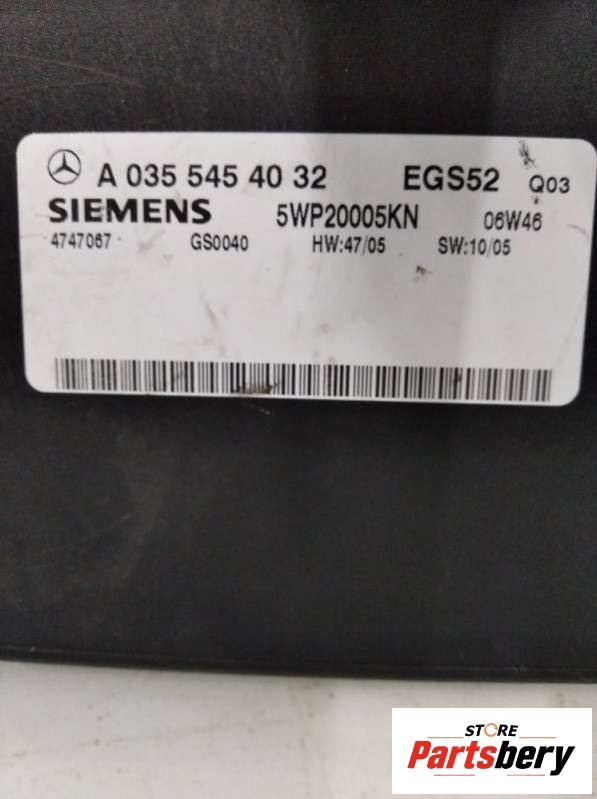 A 035 545 40 32 EGS52 Q03
SIEMENS 5WP20005KN 06W46
4747067 GS0040 HW:47/05 SW:10/05
STORE
Partsbery